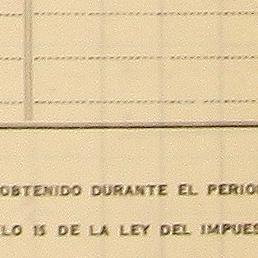 OBTENIDO DURANTE EL PERIO
LO 15 DE LA LEY DEL IMPUES